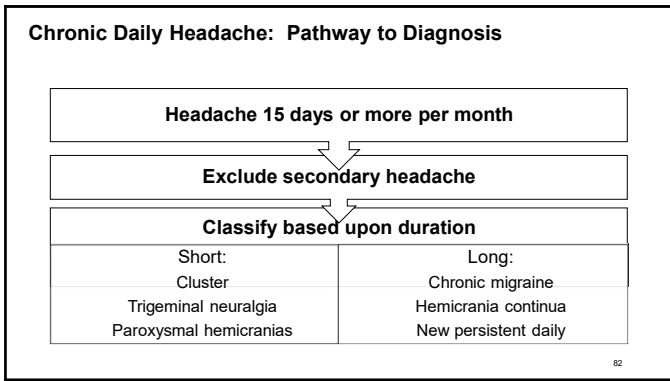 Chronic Daily Headache: Pathway to Diagnosis
Headache 15 days or more per month
Exclude secondary headache
Classify based upon duration
Short:
Cluster
Trigeminal neuralgia
Paroxysmal hemicranias
Long:
Chronic migraine
Hemicrania continua
New persistent daily
82